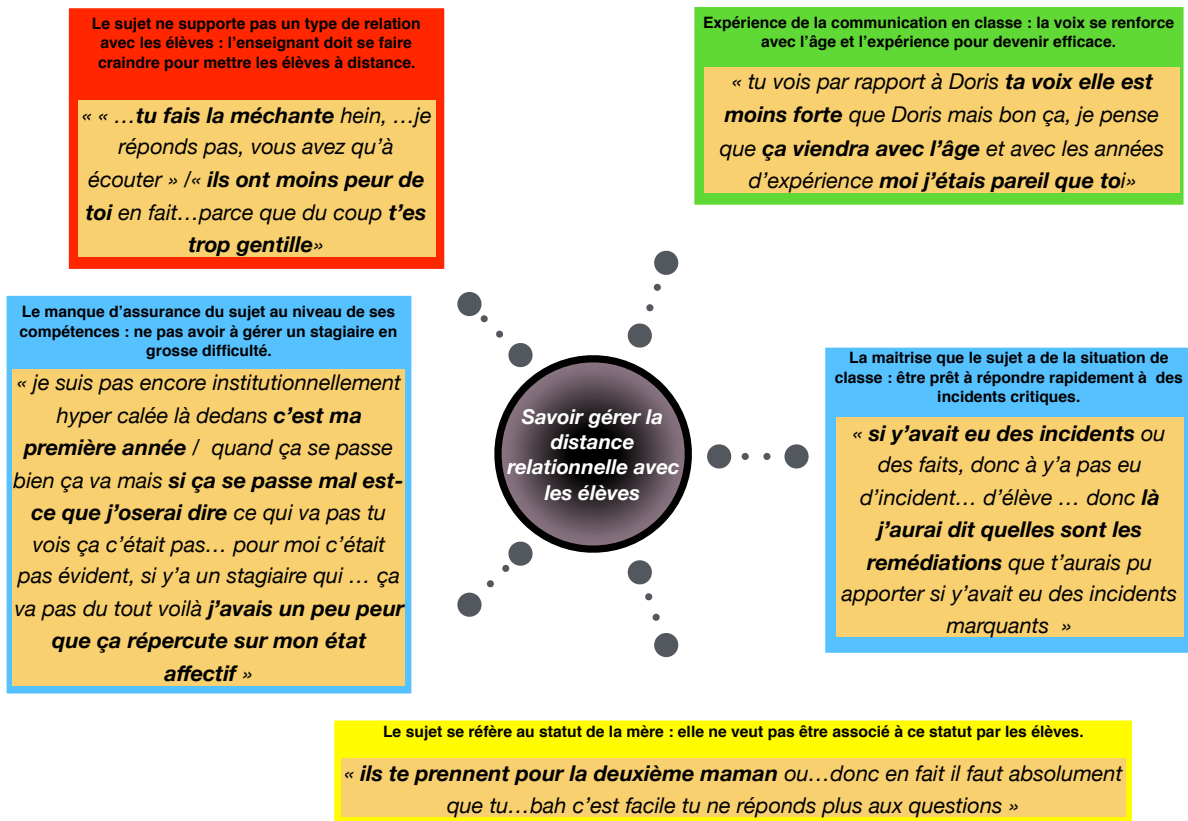 Le sujet ne supporte pas un type de relation
avec les élèves : l’enseignant doit se faire
craindre pour mettre les élèves à distance.
« « …tu fais la méchante hein, …je
réponds pas, vous avez qu’à
écouter » /« ils ont moins peur de
toi en fait…parce que du coup t’es
trop gentille»
Expérience de la communication en classe : la voix se renforce
avec l’âge et l’expérience pour devenir efficace.
« tu vois par rapport à Doris ta voix elle est
moins forte que Doris mais bon ça, je pense
que ça viendra avec l’âge et avec les années
d’expérience moi j’étais pareil que toi»
Le manque d’assurance du sujet au niveau de ses
compétences : ne pas avoir à gérer un stagiaire en
grosse difficulté.
« je suis pas encore institutionnellement
hyper calée là dedans c’est ma
première année / quand ça se passe
bien ça va mais si ça se passe mal est-
ce que j’oserai dire ce qui va pas tu
vois ça c’était pas… pour moi c’était
pas évident, si y’a un stagiaire qui … ça
va pas du tout voilà j’avais un peu peur
que ça répercute sur mon état
affectif »
Savoir gérer la
distance
relationnelle avec
les élèves
La maitrise que le sujet a de la situation de
classe : être prêt à répondre rapidement à des
incidents critiques.
« si y’avait eu des incidents ou
des faits, donc à y’a pas eu
d’incident… d’élève … donc là
j’aurai dit quelles sont les
remédiations que t’aurais pu
apporter si y’avait eu des incidents
marquants »
Le sujet se réfère au statut de la mère : elle ne veut pas être associé à ce statut par les élèves.
« ils te prennent pour la deuxième maman ou…donc en fait il faut absolument
que tu…bah c’est facile tu ne réponds plus aux questions »